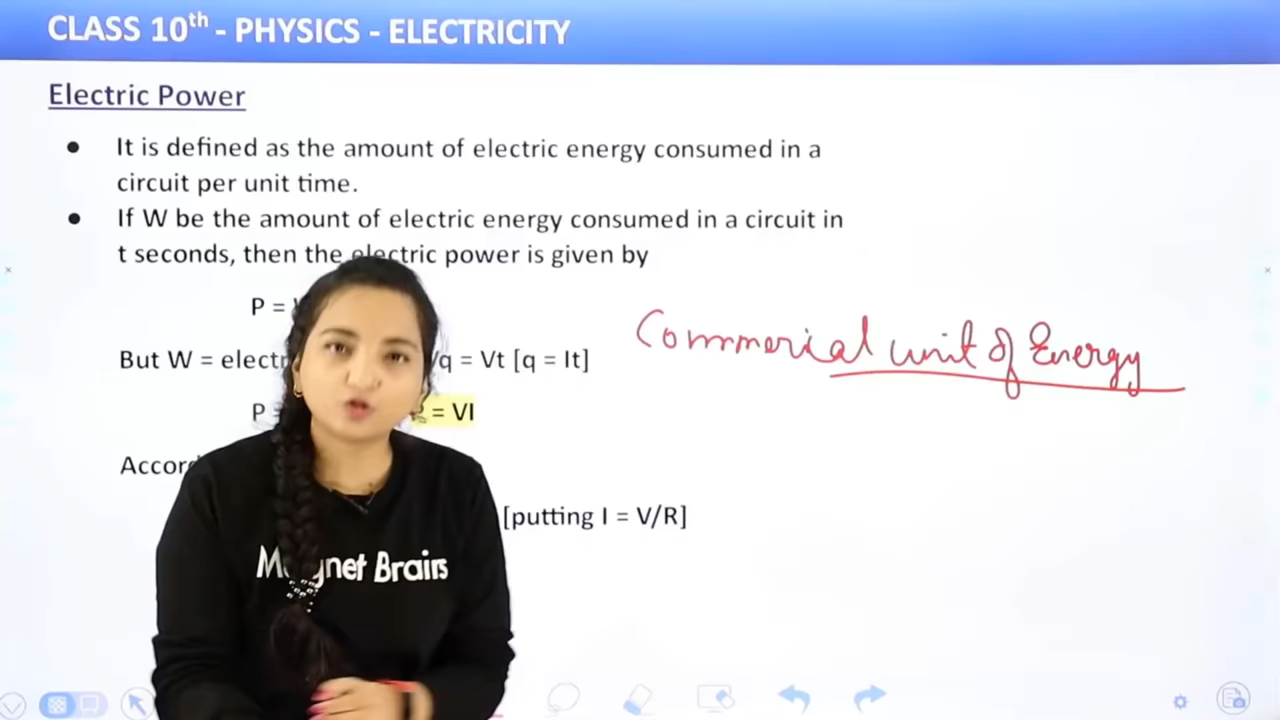 CLASS 10th - PHYSICS - ELECTRICITY
Electric Power
● It is defined as the amount of electric energy consumed in a
circuit per unit time.
● If W be the amount of electric energy consumed in a circuit in
t seconds, then the electric power is given by
P =
Commerial unit of Energy
But W = = Vt [q = It]
P = VI
[putting I = V/R]
Magnet Brains